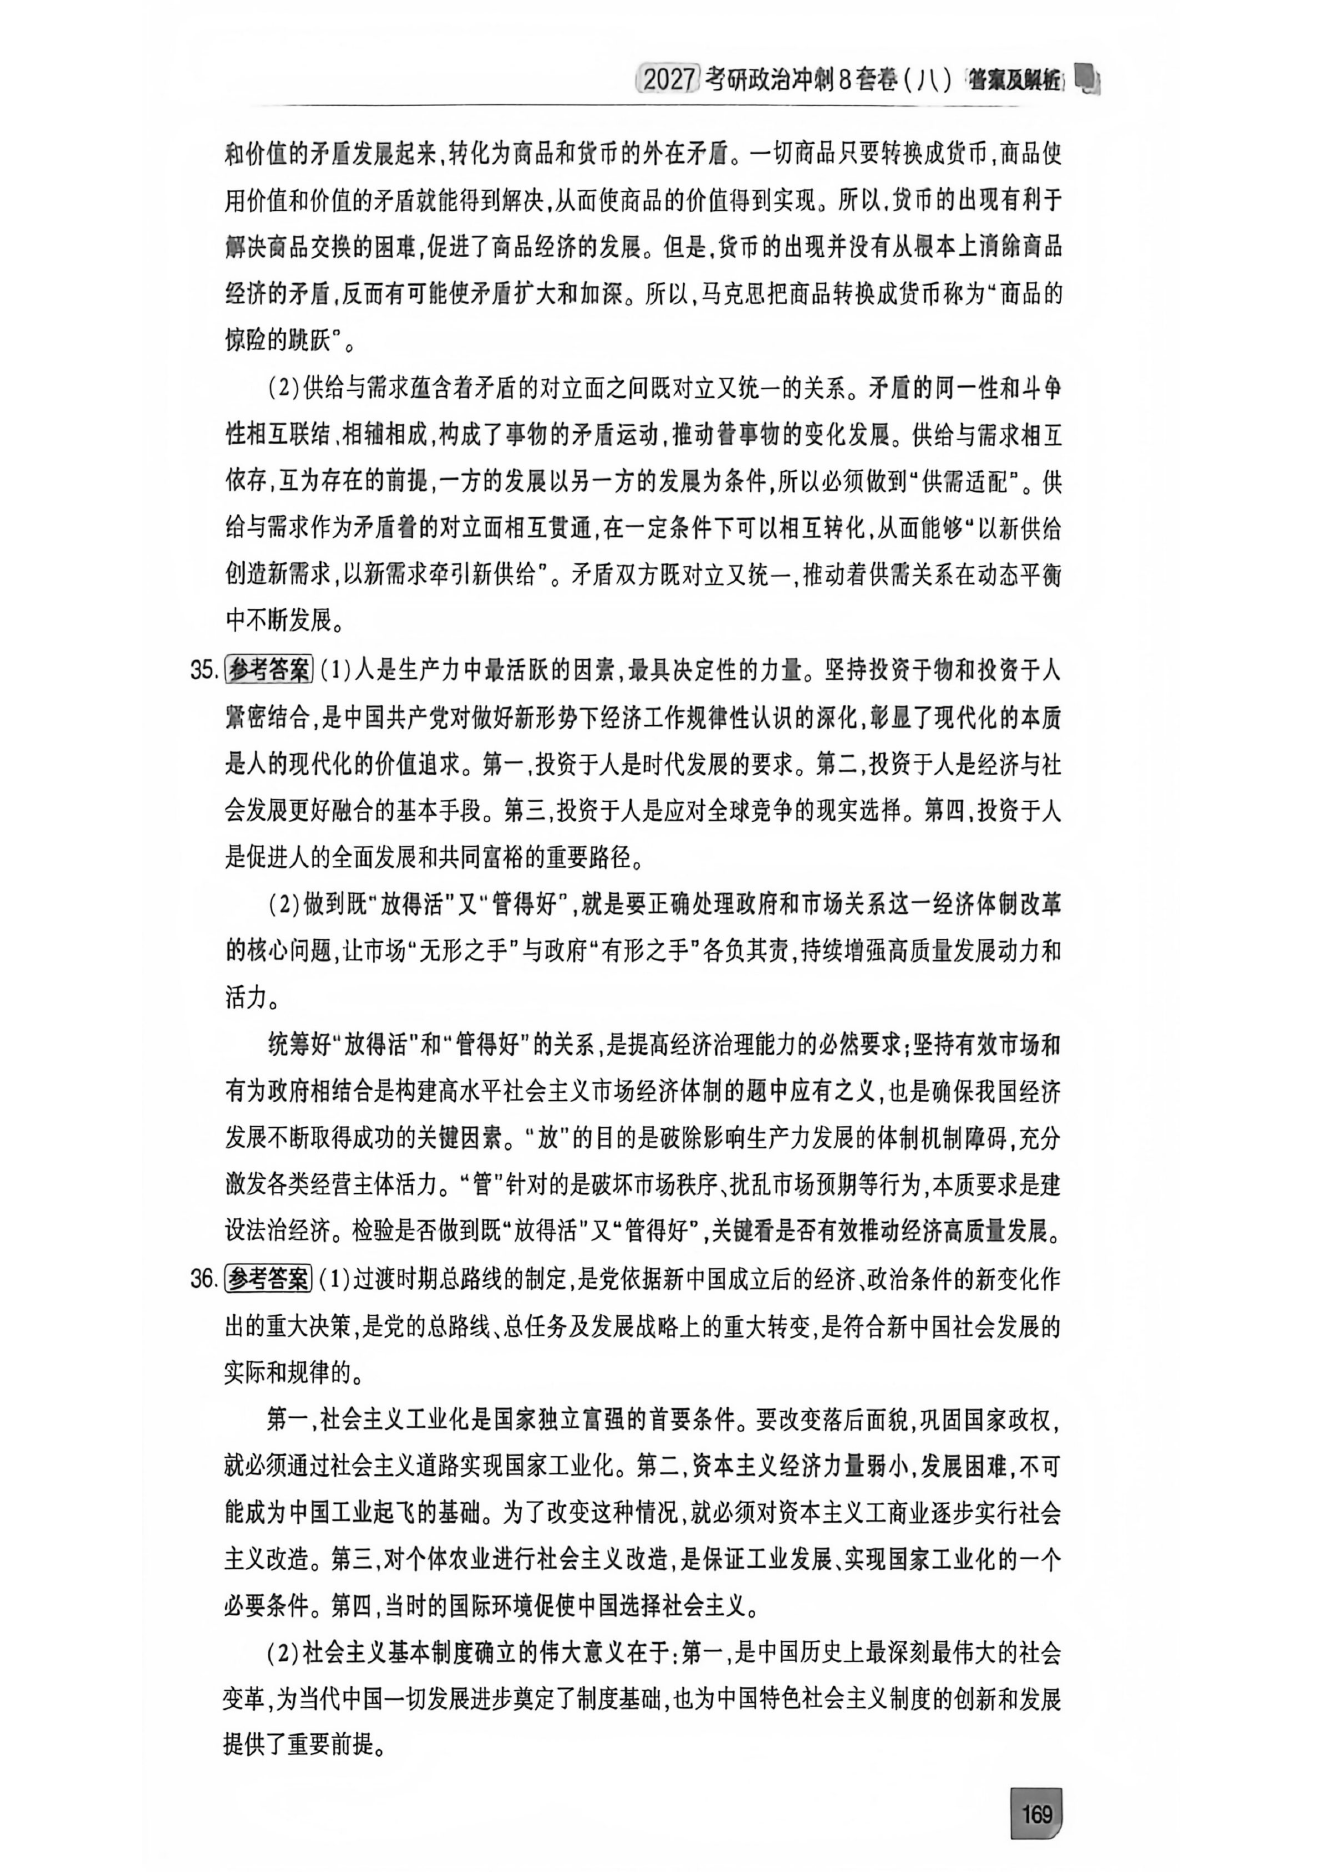 2027 考研政治冲刺8套卷(八) 答案及解析
和价值的矛盾发展起来,转化为商品和货币的外在矛盾。一切商品只要转换成货币,商品使
用价值和价值的矛盾就能得到解决,从而使商品的价值得到实现。所以,货币的出现有利于
解决商品交换的困难,促进了商品经济的发展。但是,货币的出现并没有从根本上消除商品
经济的矛盾,反而有可能使矛盾扩大和加深。所以,马克思把商品转换成货币称为“商品的
惊险的跳跃”。
(2)供给与需求蕴含着矛盾的对立面之间既对立又统一的关系。矛盾的同一性和斗争
性相互联结、相辅相成,构成了事物的矛盾运动,推动着事物的变化发展。供给与需求相互
依存,互为存在的前提,一方的发展以另一方的发展为条件,所以必须做到“供需适配”。供
给与需求作为矛盾着的对立面相互贯通,在一定条件下可以相互转化,从而能够“以新供给
创造新需求,以新需求牵引新供给”。矛盾双方既对立又统一,推动着供需关系在动态平衡
中不断发展。
35. 参考答案 (1)人是生产力中最活跃的因素,最具决定性的力量。坚持投资于物和投资于人
紧密结合,是中国共产党对做好新形势下经济工作规律性认识的深化,彰显了现代化的本质
是人的现代化的价值追求。第一,投资于人是时代发展的要求。第二,投资于人是经济与社
会发展更好融合的基本手段。第三,投资于人是应对全球竞争的现实选择。第四,投资于人
是促进人的全面发展和共同富裕的重要路径。
(2)做到既“放得活”又“管得好”,就是要正确处理政府和市场关系这一经济体制改革
的核心问题,让市场“无形之手”与政府“有形之手”各负其责,持续增强高质量发展动力和
活力。
统筹好“放得活”和“管得好”的关系,是提高经济治理能力的必然要求;坚持有效市场和
有为政府相结合是构建高水平社会主义市场经济体制的题中应有之义,也是确保我国经济
发展不断取得成功的关键因素。“放”的目的是破除影响生产力发展的体制机制障碍,充分
激发各类经营主体活力。“管”针对的是破坏市场秩序、扰乱市场预期等行为,本质要求是建
设法治经济。检验是否做到既“放得活”又“管得好”,关键看是否有效推动经济高质量发展。
36. 参考答案 (1)过渡时期总路线的制定,是党依据新中国成立后的经济、政治条件的新变化作
出的重大决策,是党的总路线、总任务及发展战略上的重大转变,是符合新中国社会发展的
实际和规律的。
第一,社会主义工业化是国家独立富强的首要条件。要改变落后面貌,巩固国家政权,
就必须通过社会主义道路实现国家工业化。第二,资本主义经济力量弱小,发展困难,不可
能成为中国工业起飞的基础。为了改变这种情况,就必须对资本主义工商业逐步实行社会
主义改造。第三,对个体农业进行社会主义改造,是保证工业发展、实现国家工业化的一个
必要条件。第四,当时的国际环境促使中国选择社会主义。
(2)社会主义基本制度确立的伟大意义在于:第一,是中国历史上最深刻最伟大的社会
变革,为当代中国一切发展进步奠定了制度基础,也为中国特色社会主义制度的创新和发展
提供了重要前提。
169